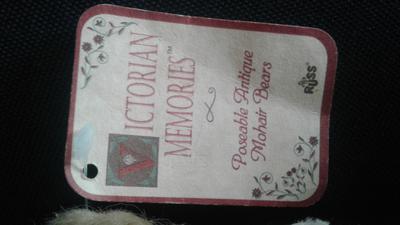 VICTORIAN
MEMORIES™
Poseable Antique
Mohair Bears
RUSS